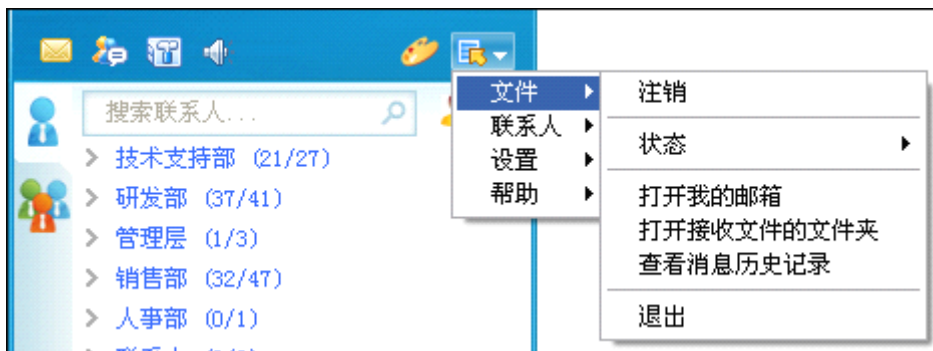 搜索联系人...
技术支持部 (21/27)
研发部 (37/41)
管理层 (1/3)
销售部 (32/47)
人事部 (0/1)
文件
联系人
设置
帮助
注销
状态
打开我的邮箱
打开接收文件的文件夹
查看消息历史记录
退出